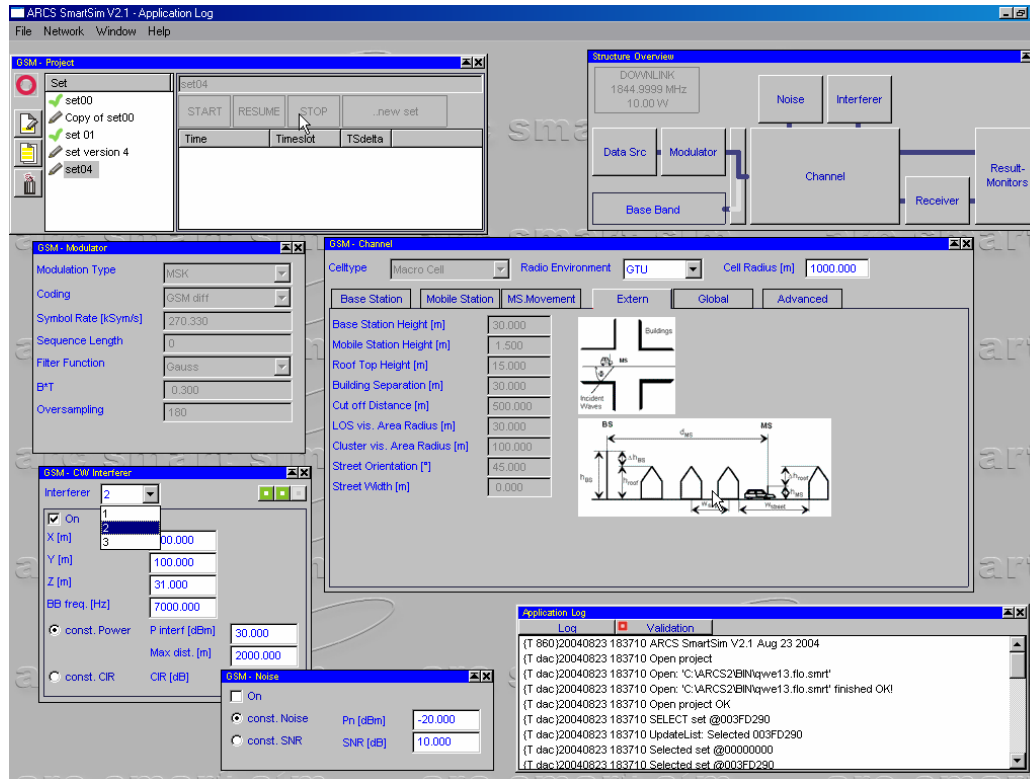 ARCS SmartSim V2.1 - Application Log
File Network Window Help
GSM - Project
Set
set00
Copy of set00
set 01
set version 4
set04
set04
START RESUME STOP ..new set
Time Timeslot TSdelta
Structure Overview
DOWNLINK
1844.9999 MHz
10.00 W
Noise Interferer
Data Src Modulator
Channel
Base Band
Receiver
Result-
Monitors
GSM - Modulator
Modulation Type MSK
Coding GSM diff
Symbol Rate [kSym/s] 270.330
Sequence Length 0
Filter Function Gauss
B*T 0.300
Oversampling 180
GSM - Channel
Celltype Macro Cell Radio Environment GTU Cell Radius [m] 1000.000
Base Station Mobile Station MS.Movement Extern Global Advanced
Base Station Height [m] 30.000
Mobile Station Height [m] 1.500
Roof Top Height [m] 15.000
Building Separation [m] 30.000
Cut off Distance [m] 500.000
LOS vis. Area Radius [m] 30.000
Cluster vis. Area Radius [m] 100.000
Street Orientation [°] 45.000
Street Width [m] 0.000
Buildings
MS
Incident
Waves
BS MS
dMS
ΔhBS
hBS hroof
Δhroof
hMS
wstreet
GSM - CW Interferer
Interferer 2
1
2
3
On
X [m] 00.000
Y [m] 100.000
Z [m] 31.000
BB freq. [Hz] 7000.000
const. Power P interf [dBm] 30.000
Max dist. [m] 2000.000
const. CIR CIR [dB]
GSM - Noise
On
const. Noise Pn [dBm] -20.000
const. SNR SNR [dB] 10.000
Application Log
Log Validation
{T 860}20040823 183710 ARCS SmartSim V2.1 Aug 23 2004
{T dac}20040823 183710 Open project
{T dac}20040823 183710 Open: 'C:\ARCS2\BIN\qwe13.flo.smrt'
{T dac}20040823 183710 Open: 'C:\ARCS2\BIN\qwe13.flo.smrt' finished OK!
{T dac}20040823 183710 Open project OK
{T dac}20040823 183710 SELECT set @003FD290
{T dac}20040823 183710 UpdateList: Selected 003FD290
{T dac}20040823 183710 Selected set @00000000
{T dac}20040823 183710 Selected set @003FD290